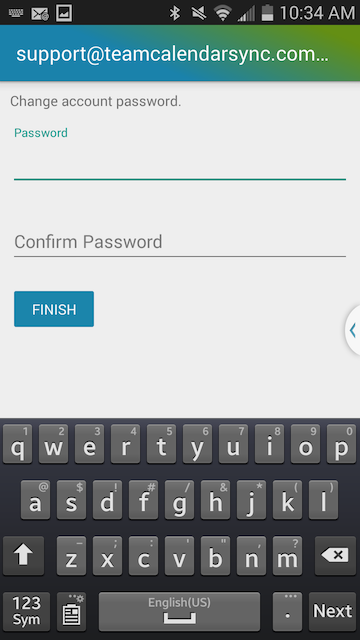 10:34 AM
support@teamcalendarsync.com...
Change account password.
Password
Confirm Password
FINISH
1 2 3 4 5 6 7 8 9 0
q w e r t y u i o p
@ $ ! # / & * ( )
a s d f g h j k l
_ ; : ' " , ?
z x c v b n m
123 English(US) Next
Sym .